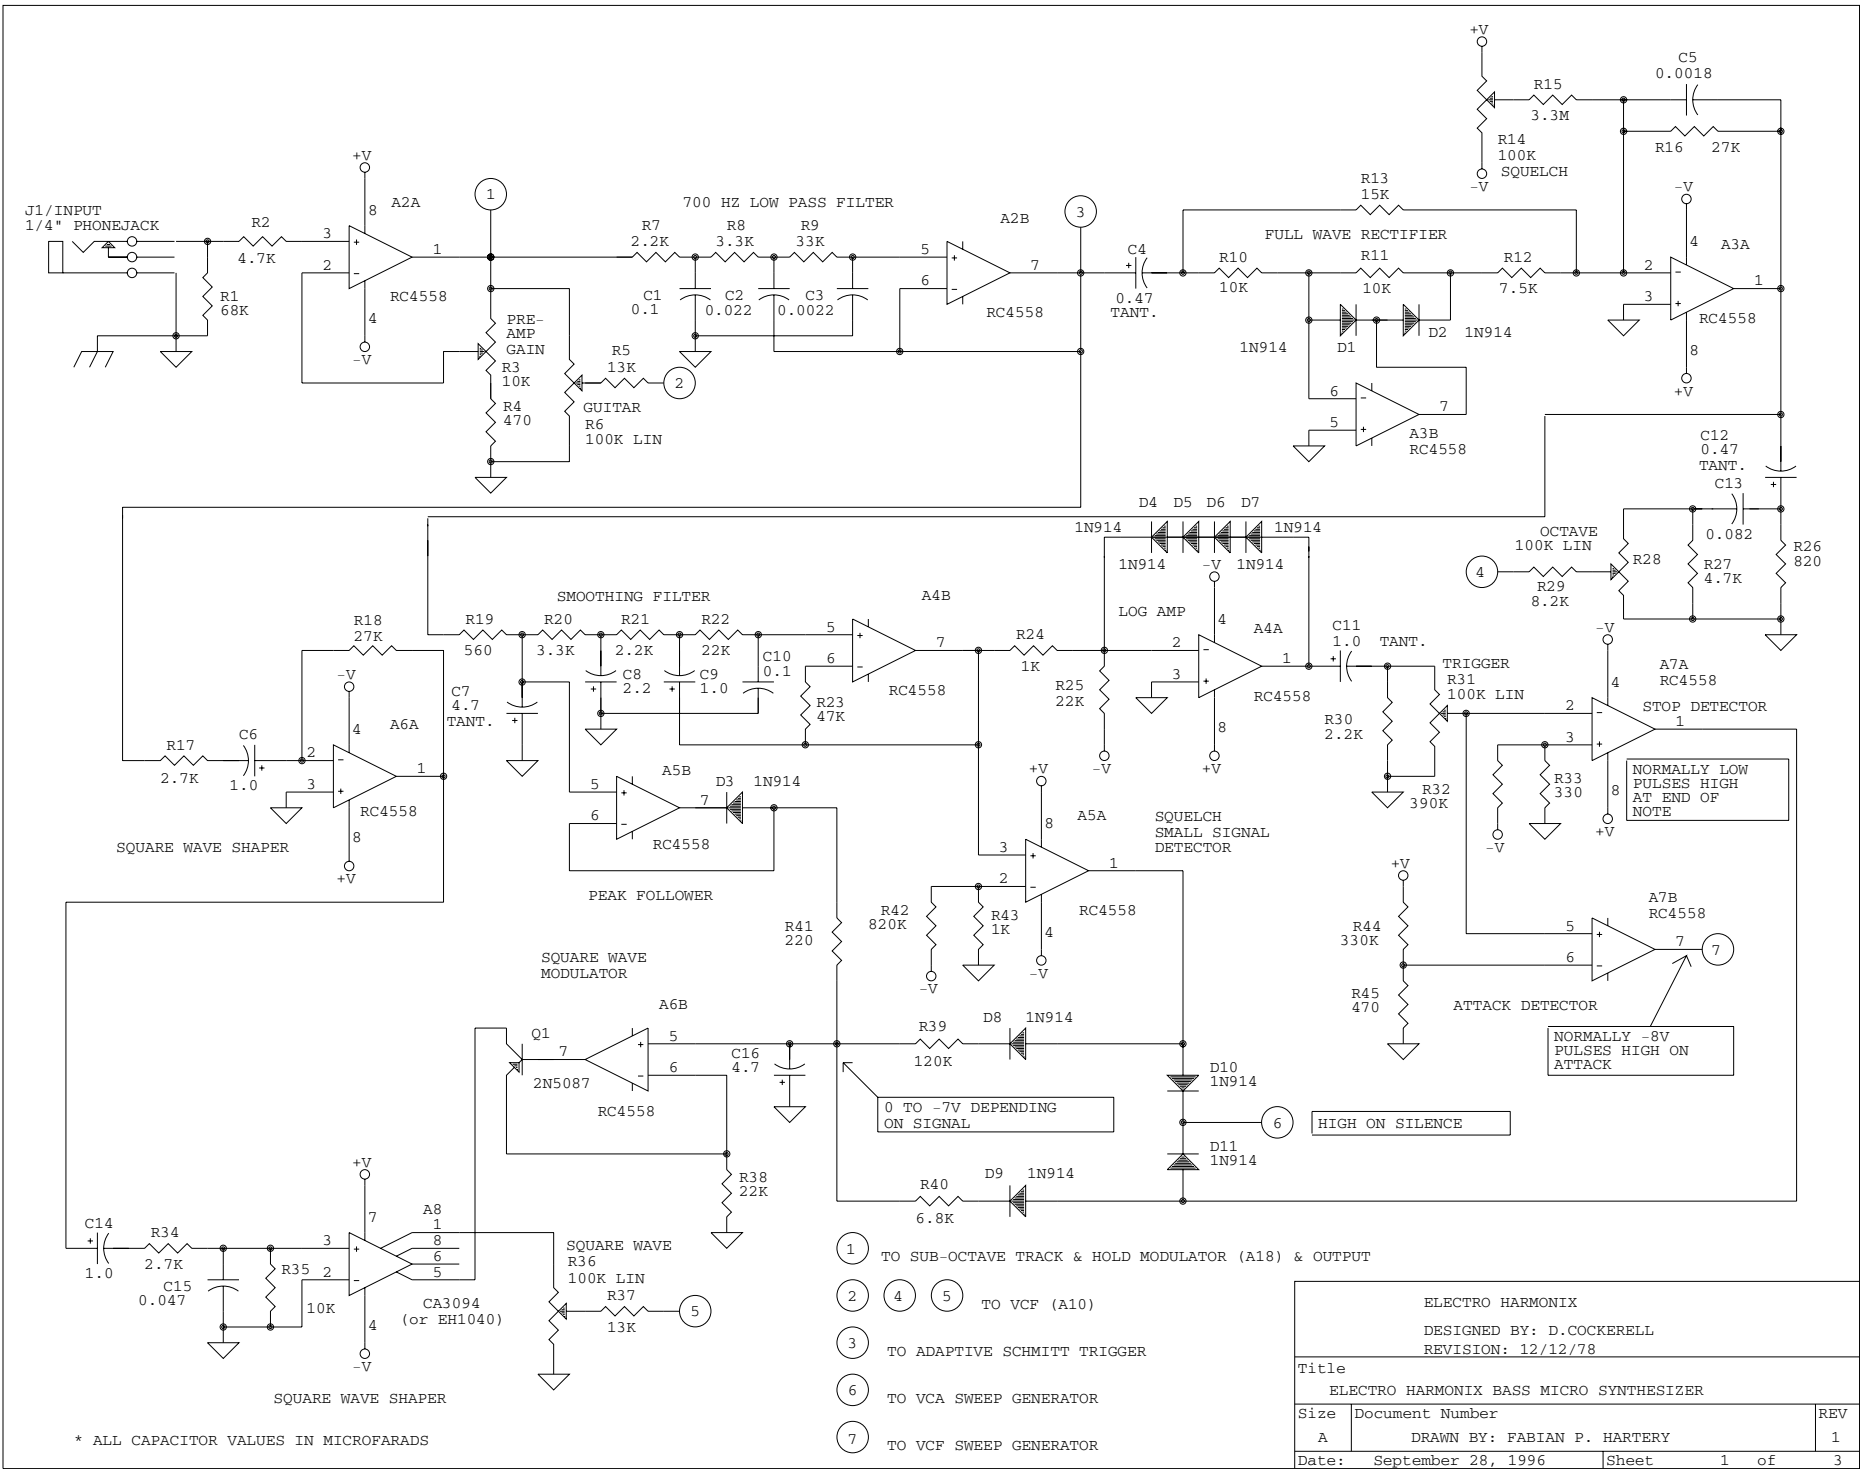 +V
C5
0.0018
R15
3.3M
R14
100K
SQUELCH
-V
R16 27K
+V
8
A2A
J1/INPUT
1/4" PHONEJACK
R2
4.7K
3
+
2
-
1
RC4558
4
-V
R1
68K
1
700 HZ LOW PASS FILTER
R7
2.2K
R8
3.3K
R9
33K
C1
0.1
C2
0.022
C3
0.0022
A2B
5
+
6
-
7
RC4558
3
PRE-
AMP
GAIN
R3
10K
R4
470
R5
13K
2
GUITAR
R6
100K LIN
C4
+
0.47
TANT.
R13
15K
FULL WAVE RECTIFIER
R10
10K
R11
10K
R12
7.5K
1N914
D1
D2
1N914
6
-
5
+
7
A3B
RC4558
-V
4
A3A
2
-
3
+
1
RC4558
8
+V
C12
0.47
TANT.
+
C13
0.082
OCTAVE
100K LIN
R28
4
R29
8.2K
R27
4.7K
R26
820
D4 D5 D6 D7
1N914
1N914
1N914
1N914
-V
4
LOG AMP
A4A
2
-
3
+
1
RC4558
8
+V
R24
1K
R25
22K
-V
SMOOTHING FILTER
R19
560
R20
3.3K
R21
2.2K
R22
22K
C7
4.7
TANT.
+
C8
2.2
+
C9
1.0
+
C10
0.1
A4B
5
+
6
-
7
RC4558
R23
47K
R18
27K
-V
4
A6A
R17
2.7K
C6
+
1.0
2
-
3
+
1
RC4558
8
+V
SQUARE WAVE SHAPER
A5B
5
+
6
-
7
RC4558
D3 1N914
PEAK FOLLOWER
C11
1.0
+
TANT.
R30
2.2K
TRIGGER
R31
100K LIN
R32
390K
-V
R33
330
-V
4
A7A
RC4558
STOP DETECTOR
2
-
3
+
1
8
+V
NORMALLY LOW
PULSES HIGH
AT END OF
NOTE
+V
8
A5A
SQUELCH
SMALL SIGNAL
DETECTOR
3
+
2
-
1
RC4558
4
-V
R42
820K
-V
R43
1K
R41
220
+V
R44
330K
R45
470
A7B
RC4558
5
+
6
-
7
7
ATTACK DETECTOR
NORMALLY -8V
PULSES HIGH ON
ATTACK
SQUARE WAVE
MODULATOR
Q1
2N5087
A6B
7
+
5
-
6
RC4558
C16
4.7
+
R39
120K
D8 1N914
D10
1N914
0 TO -7V DEPENDING
ON SIGNAL
6
HIGH ON SILENCE
D11
1N914
R38
22K
R40
6.8K
D9 1N914
C14
+
1.0
R34
2.7K
C15
0.047
R35
10K
+V
7
A8
3
+
2
-
1
8
6
5
CA3094
(or EH1040)
4
-V
SQUARE WAVE
R36
100K LIN
R37
13K
5
SQUARE WAVE SHAPER
* ALL CAPACITOR VALUES IN MICROFARADS
1 TO SUB-OCTAVE TRACK & HOLD MODULATOR (A18) & OUTPUT
2 4 5 TO VCF (A10)
3 TO ADAPTIVE SCHMITT TRIGGER
6 TO VCA SWEEP GENERATOR
7 TO VCF SWEEP GENERATOR
ELECTRO HARMONIX
DESIGNED BY: D.COCKERELL
REVISION: 12/12/78
Title
ELECTRO HARMONIX BASS MICRO SYNTHESIZER
Size Document Number REV
A DRAWN BY: FABIAN P. HARTERY 1
Date: September 28, 1996 Sheet 1 of 3